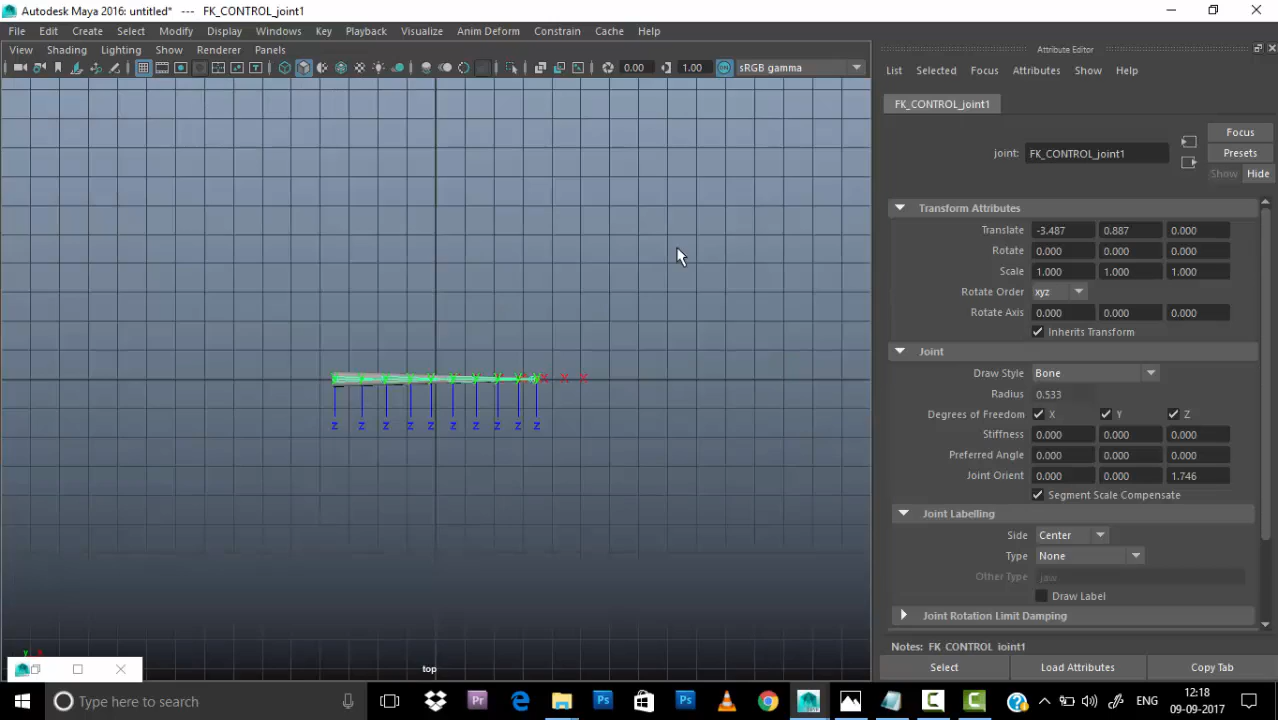 Autodesk Maya 2016: untitled* --- FK_CONTROL_joint1
File Edit Create Select Modify Display Windows Key Playback Visualize Anim Deform Constrain Cache Help
View Shading Lighting Show Renderer Panels
0.00 1.00 ON sRGB gamma
Attribute Editor
List Selected Focus Attributes Show Help
FK_CONTROL_joint1
joint: FK_CONTROL_joint1
Focus
Presets
Show Hide
Transform Attributes
Translate -3.487 0.887 0.000
Rotate 0.000 0.000 0.000
Scale 1.000 1.000 1.000
Rotate Order xyz
Rotate Axis 0.000 0.000 0.000
Inherits Transform
Joint
Draw Style Bone
Radius 0.533
Degrees of Freedom X Y Z
Stiffness 0.000 0.000 0.000
Preferred Angle 0.000 0.000 0.000
Joint Orient 0.000 0.000 1.746
Segment Scale Compensate
Joint Labelling
Side Center
Type None
Other Type jaw
Draw Label
Joint Rotation Limit Damping
Notes: FK_CONTROL_joint1
Select Load Attributes Copy Tab
z z z z z z z z z z
top
Type here to search
ENG
12:18
09-09-2017